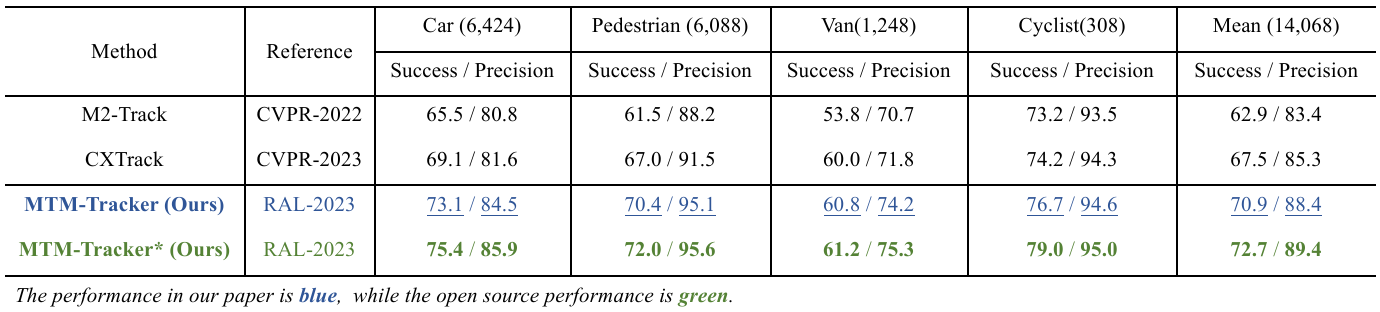 Method Reference Car (6,424) Pedestrian (6,088) Van(1,248) Cyclist(308) Mean (14,068)
Success / Precision Success / Precision Success / Precision Success / Precision Success / Precision
M2-Track CVPR-2022 65.5 / 80.8 61.5 / 88.2 53.8 / 70.7 73.2 / 93.5 62.9 / 83.4
CXTrack CVPR-2023 69.1 / 81.6 67.0 / 91.5 60.0 / 71.8 74.2 / 94.3 67.5 / 85.3
MTM-Tracker (Ours) RAL-2023 73.1 / 84.5 70.4 / 95.1 60.8 / 74.2 76.7 / 94.6 70.9 / 88.4
MTM-Tracker* (Ours) RAL-2023 75.4 / 85.9 72.0 / 95.6 61.2 / 75.3 79.0 / 95.0 72.7 / 89.4
The performance in our paper is blue, while the open source performance is green.